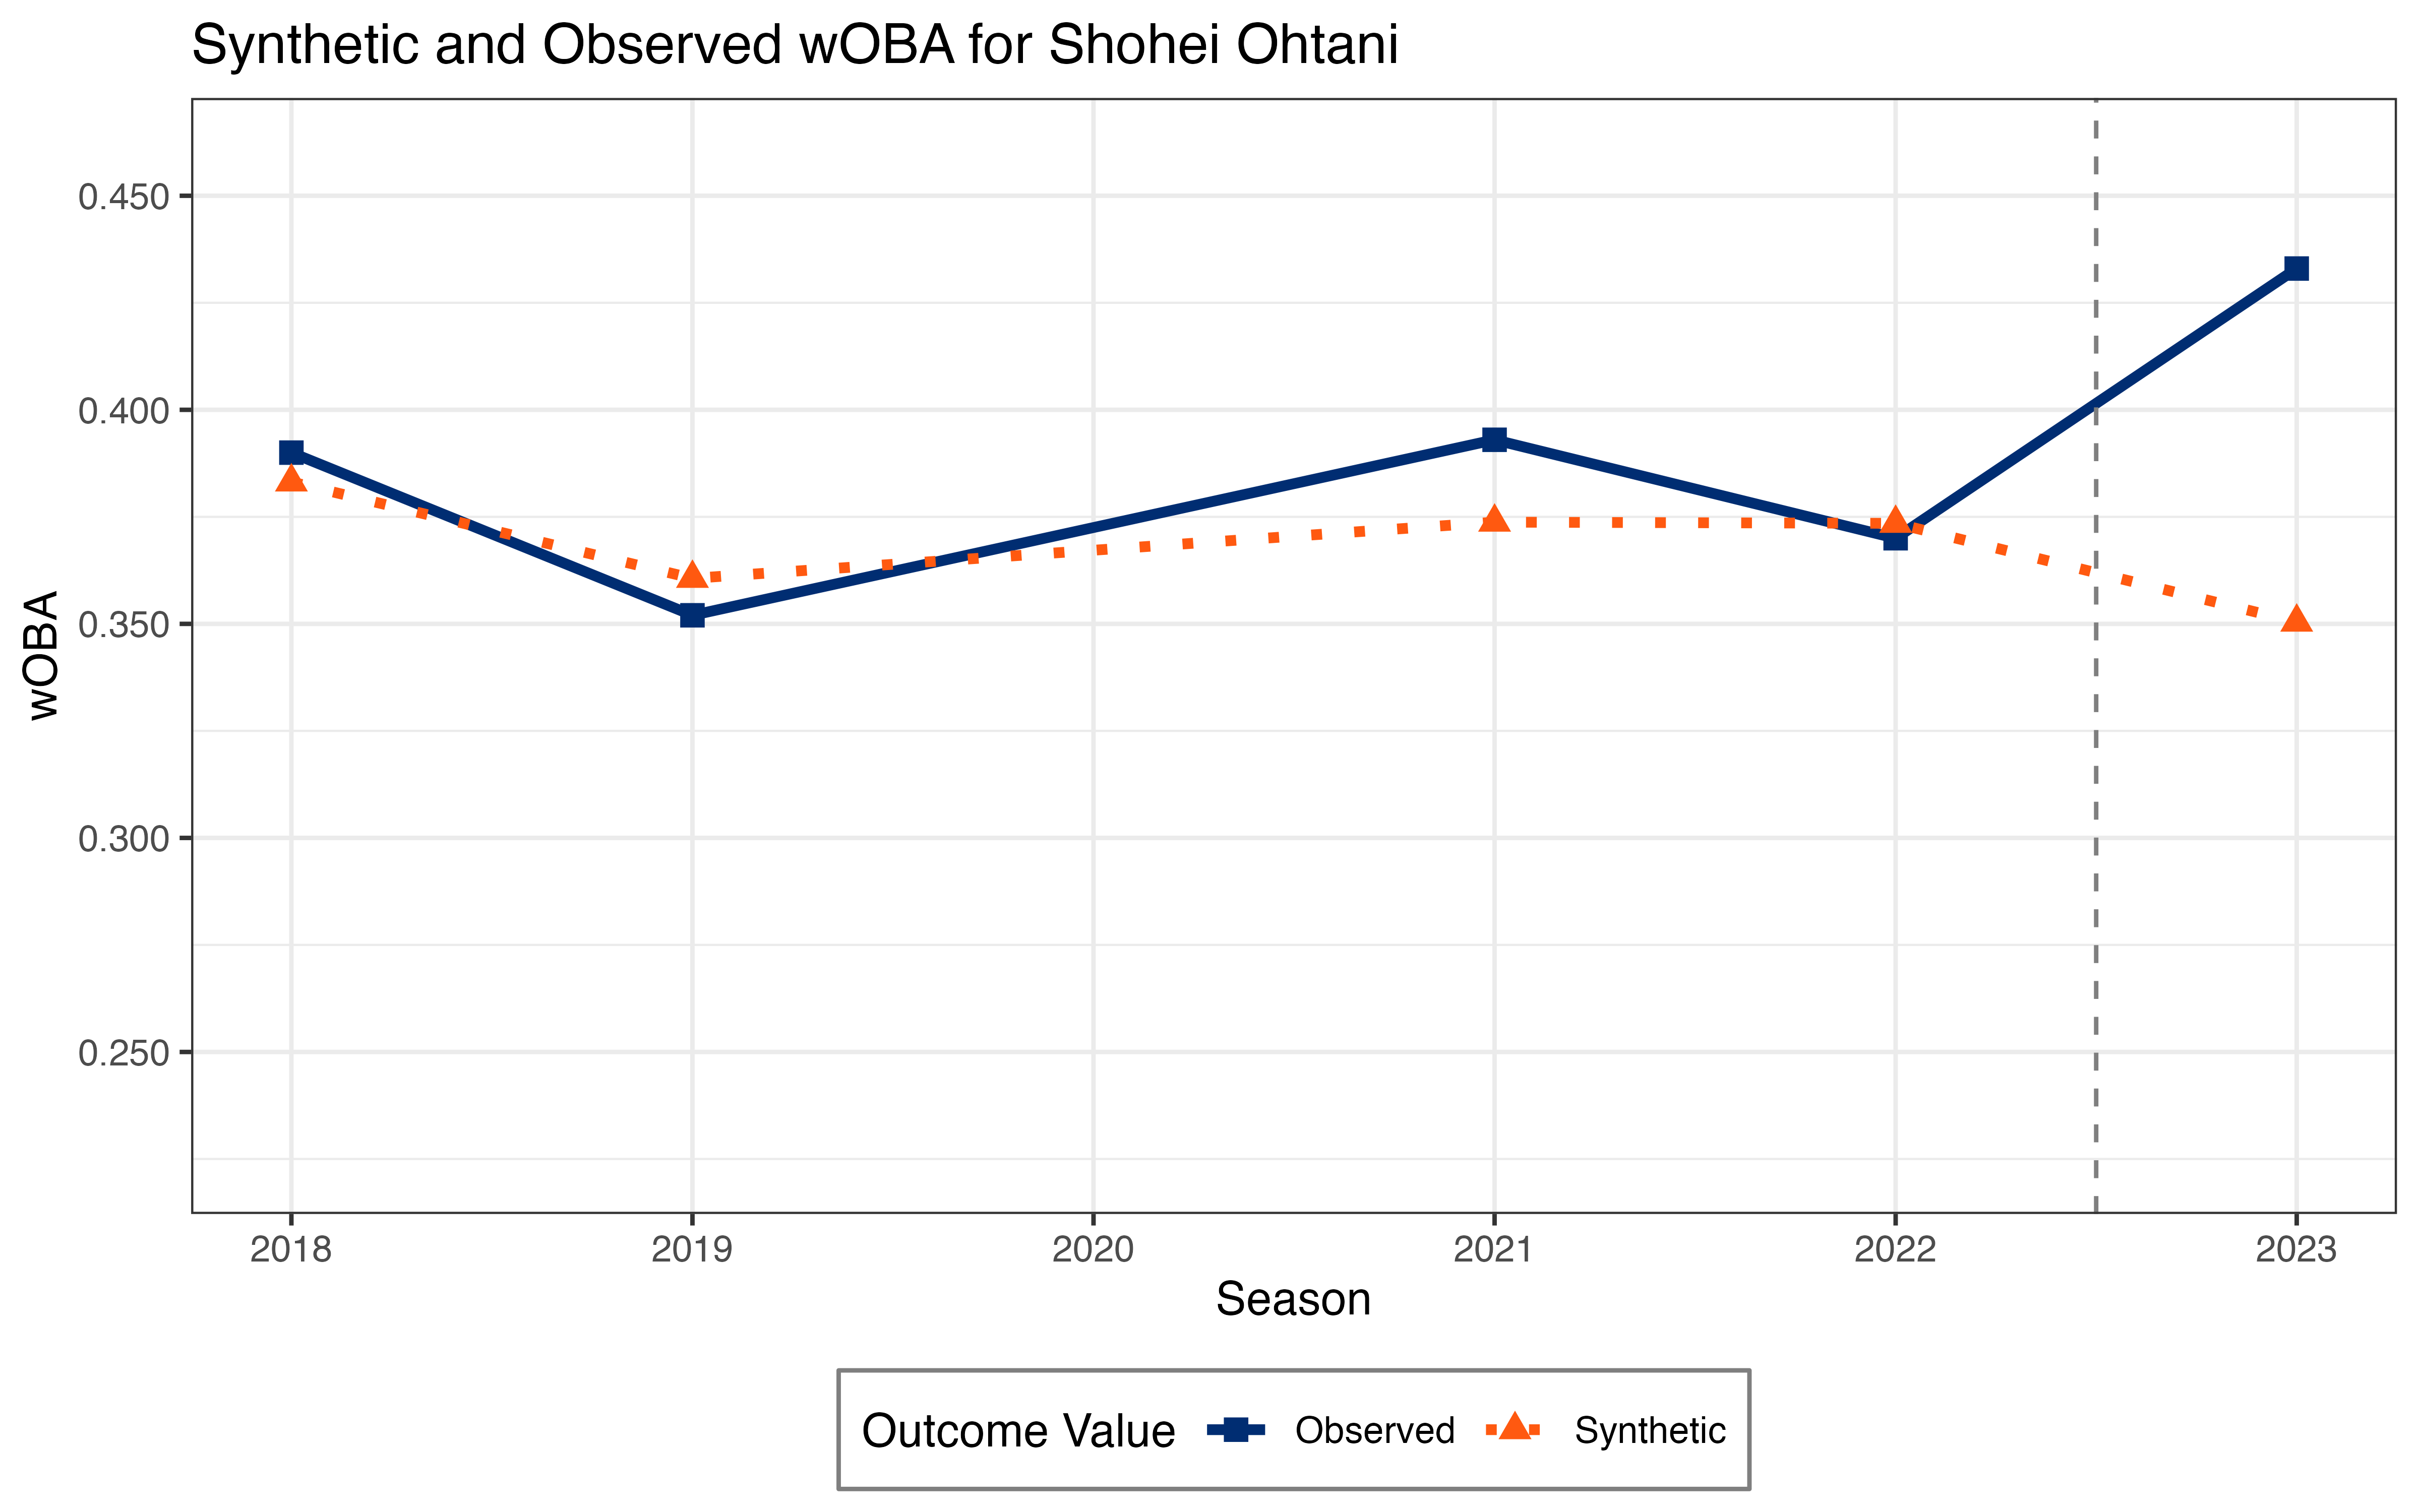 Synthetic and Observed wOBA for Shohei Ohtani
wOBA
0.450
0.400
0.350
0.300
0.250
2018 2019 2020 2021 2022 2023
Season
Outcome Value Observed Synthetic